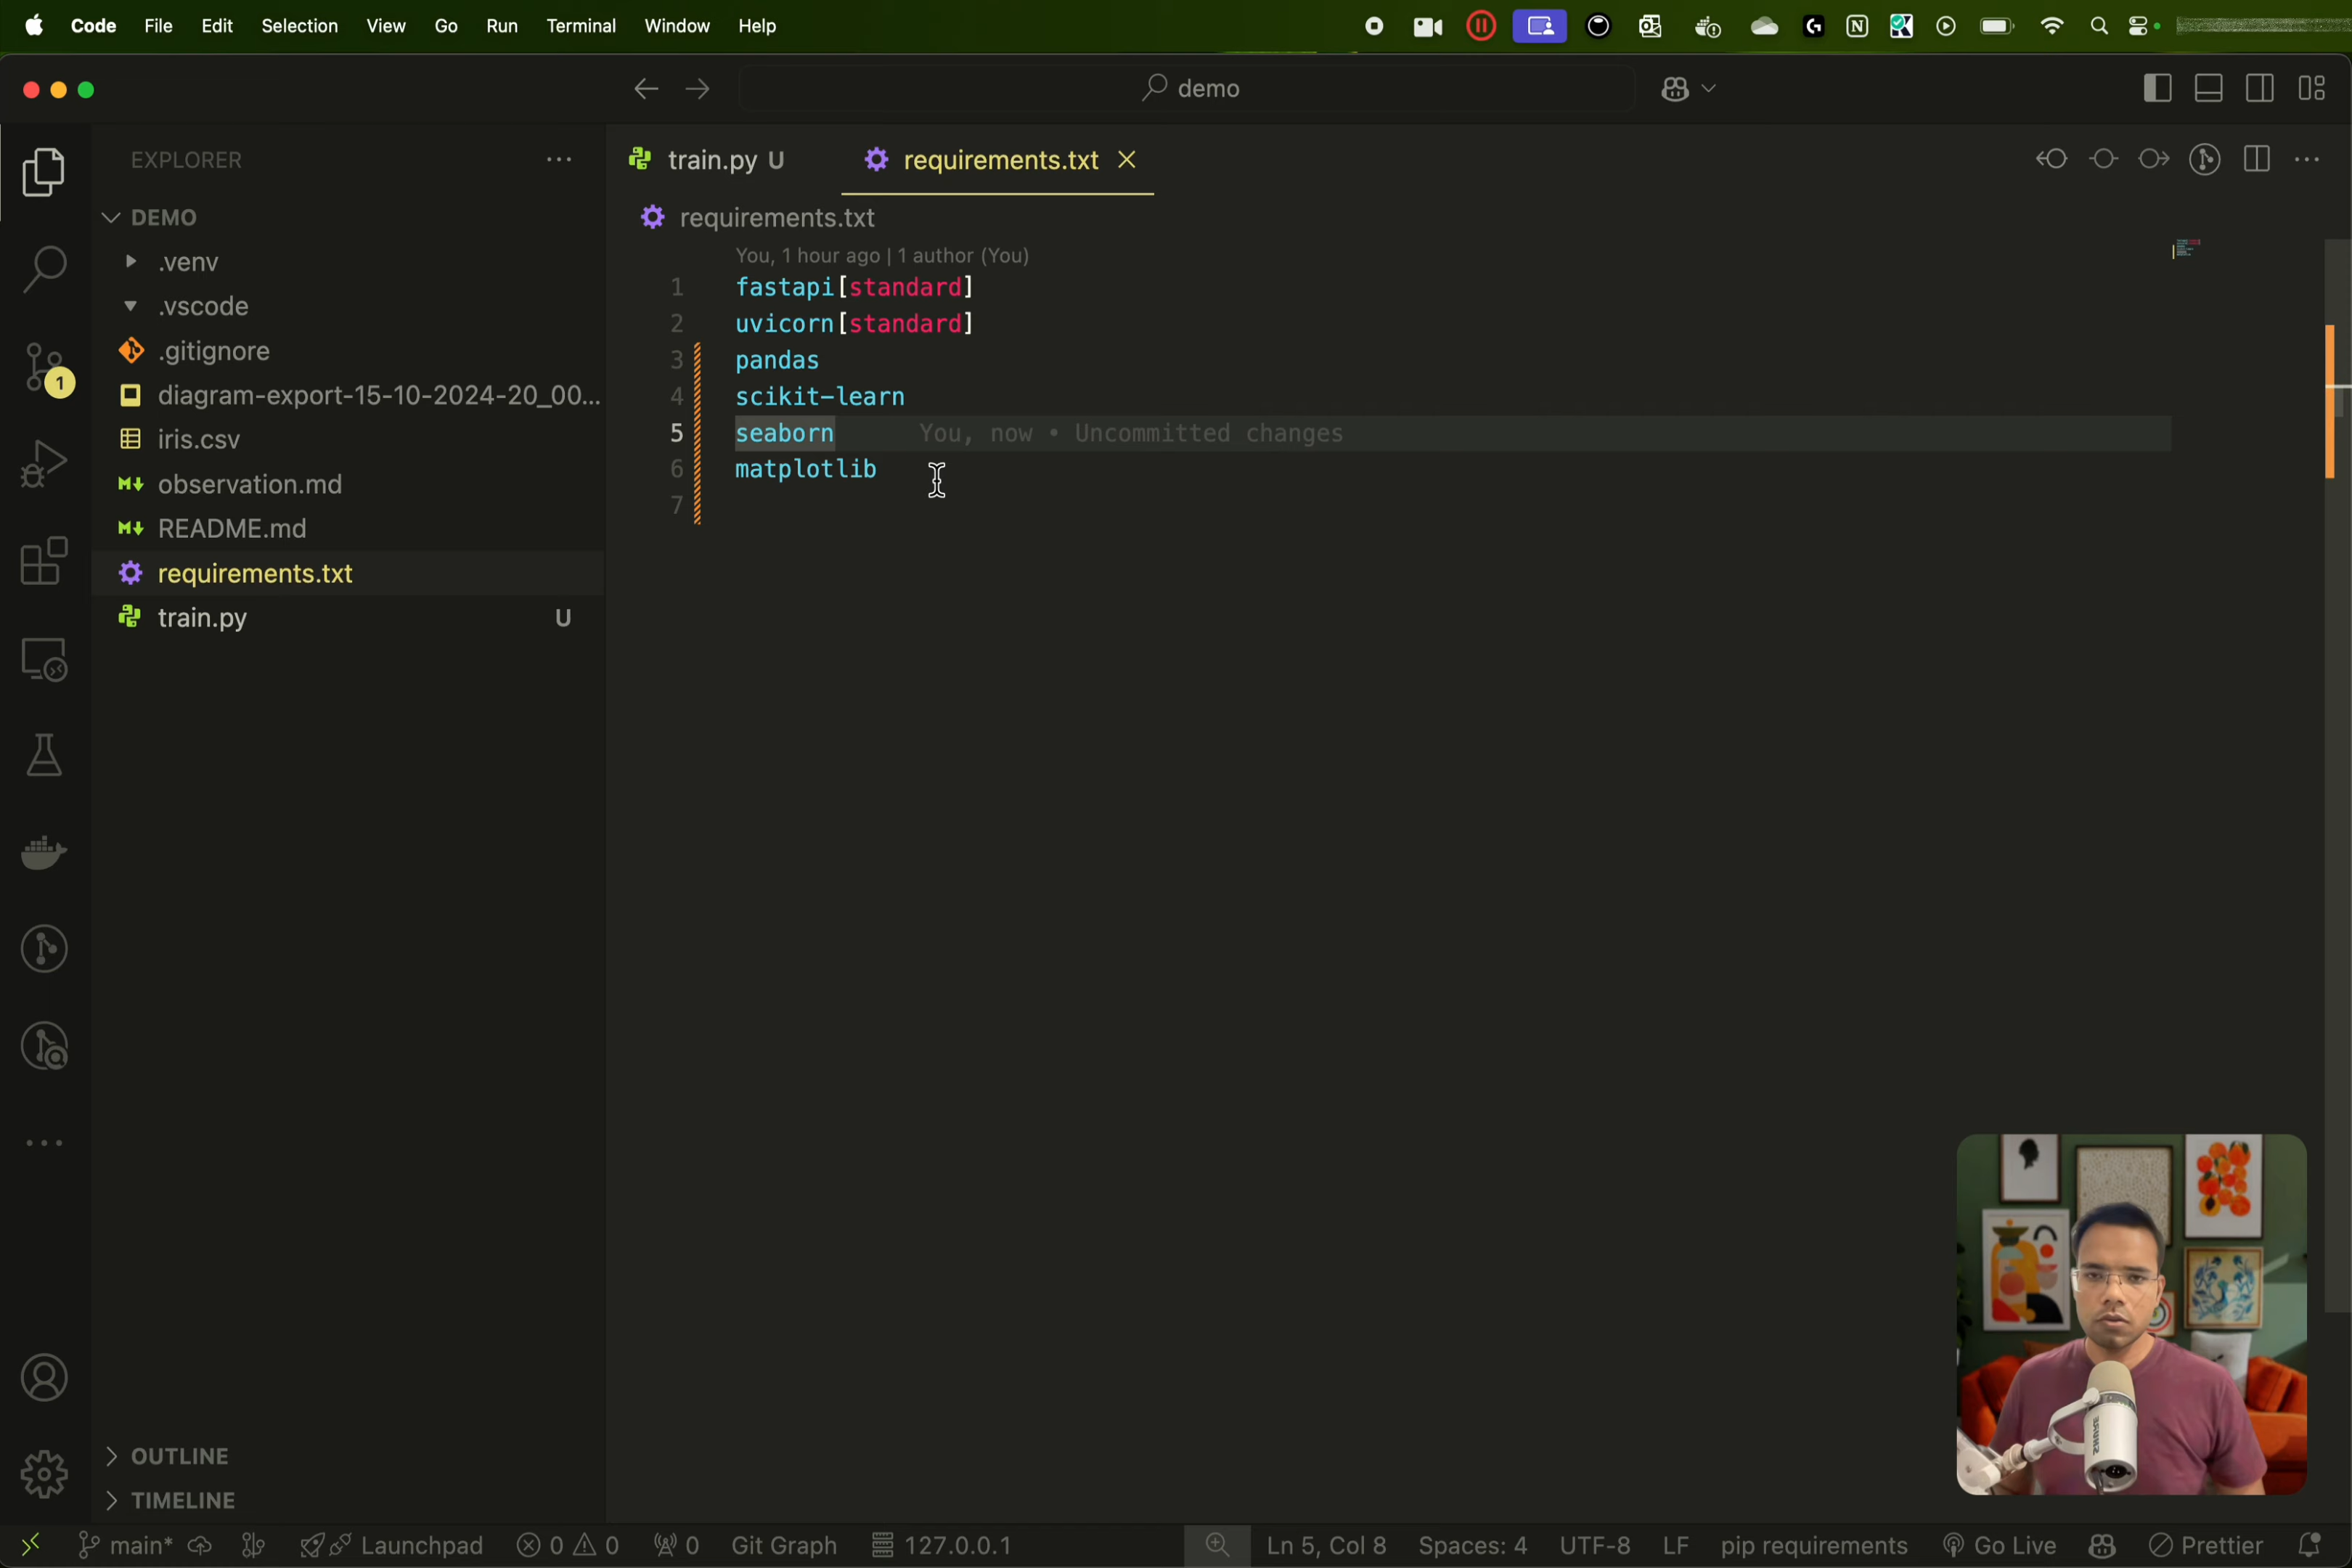 Code File Edit Selection View Go Run Terminal Window Help
demo
EXPLORER
train.py U
requirements.txt
DEMO
requirements.txt
.venv
.vscode
.gitignore
diagram-export-15-10-2024-20_00...
iris.csv
observation.md
README.md
requirements.txt
train.py U
1
You, 1 hour ago | 1 author (You)
1 fastapi[standard]
2 uvicorn[standard]
3 pandas
4 scikit-learn
5 seaborn You, now • Uncommitted changes
6 matplotlib
7
OUTLINE
TIMELINE
main* Launchpad 0 0 0 Git Graph 127.0.0.1 Ln 5, Col 8 Spaces: 4 UTF-8 LF pip requirements Go Live Prettier